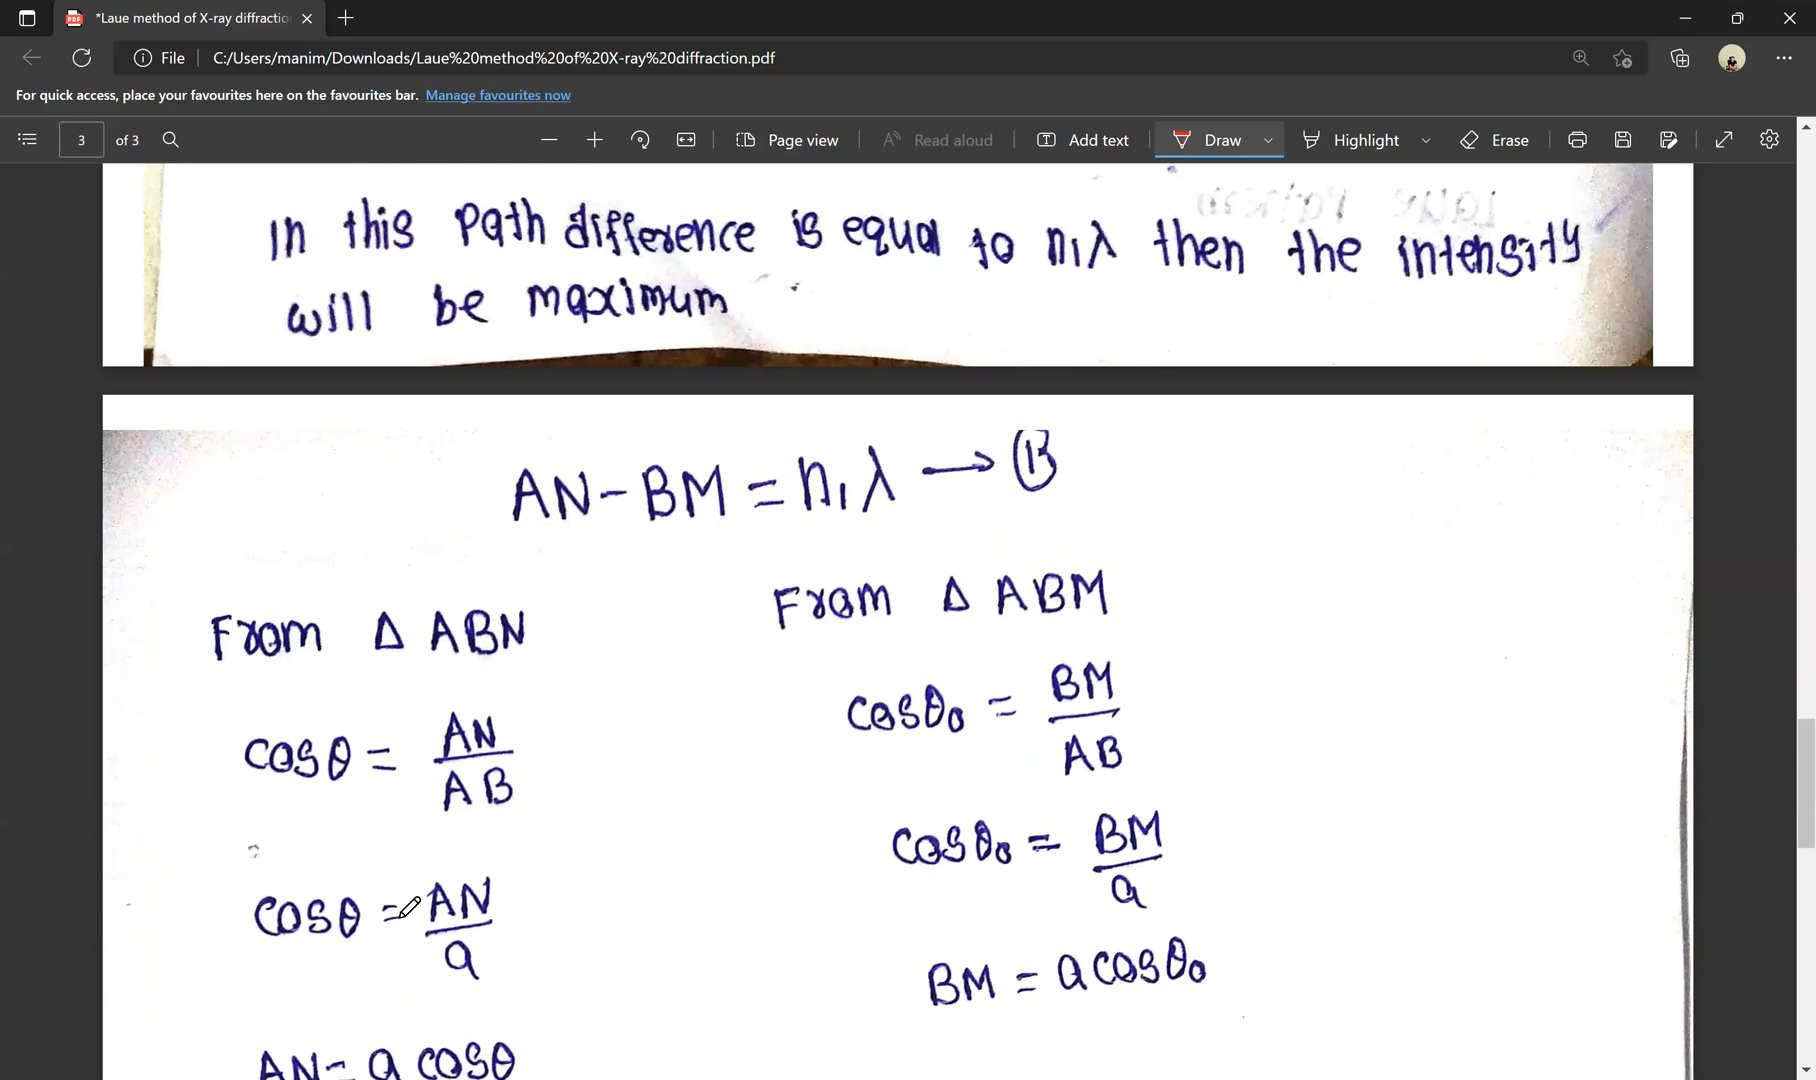 *Laue method of X-ray diffractio
File C:/Users/manim/Downloads/Laue%20method%20of%20X-ray%20diffraction.pdf
For quick access, place your favourites here on the favourites bar. Manage favourites now
3 of 3 Page view Read aloud Add text Draw Highlight Erase
In this path difference is equal to n₁λ then the intensity
will be maximum
AN-BM = n₁λ → B
From Δ ABN
From Δ ABM
cosθ = AN/AB
cosθ₀ = BM/AB
cosθ = AN/a
cosθ₀ = BM/a
BM = a cosθ₀
AN = a cosθ